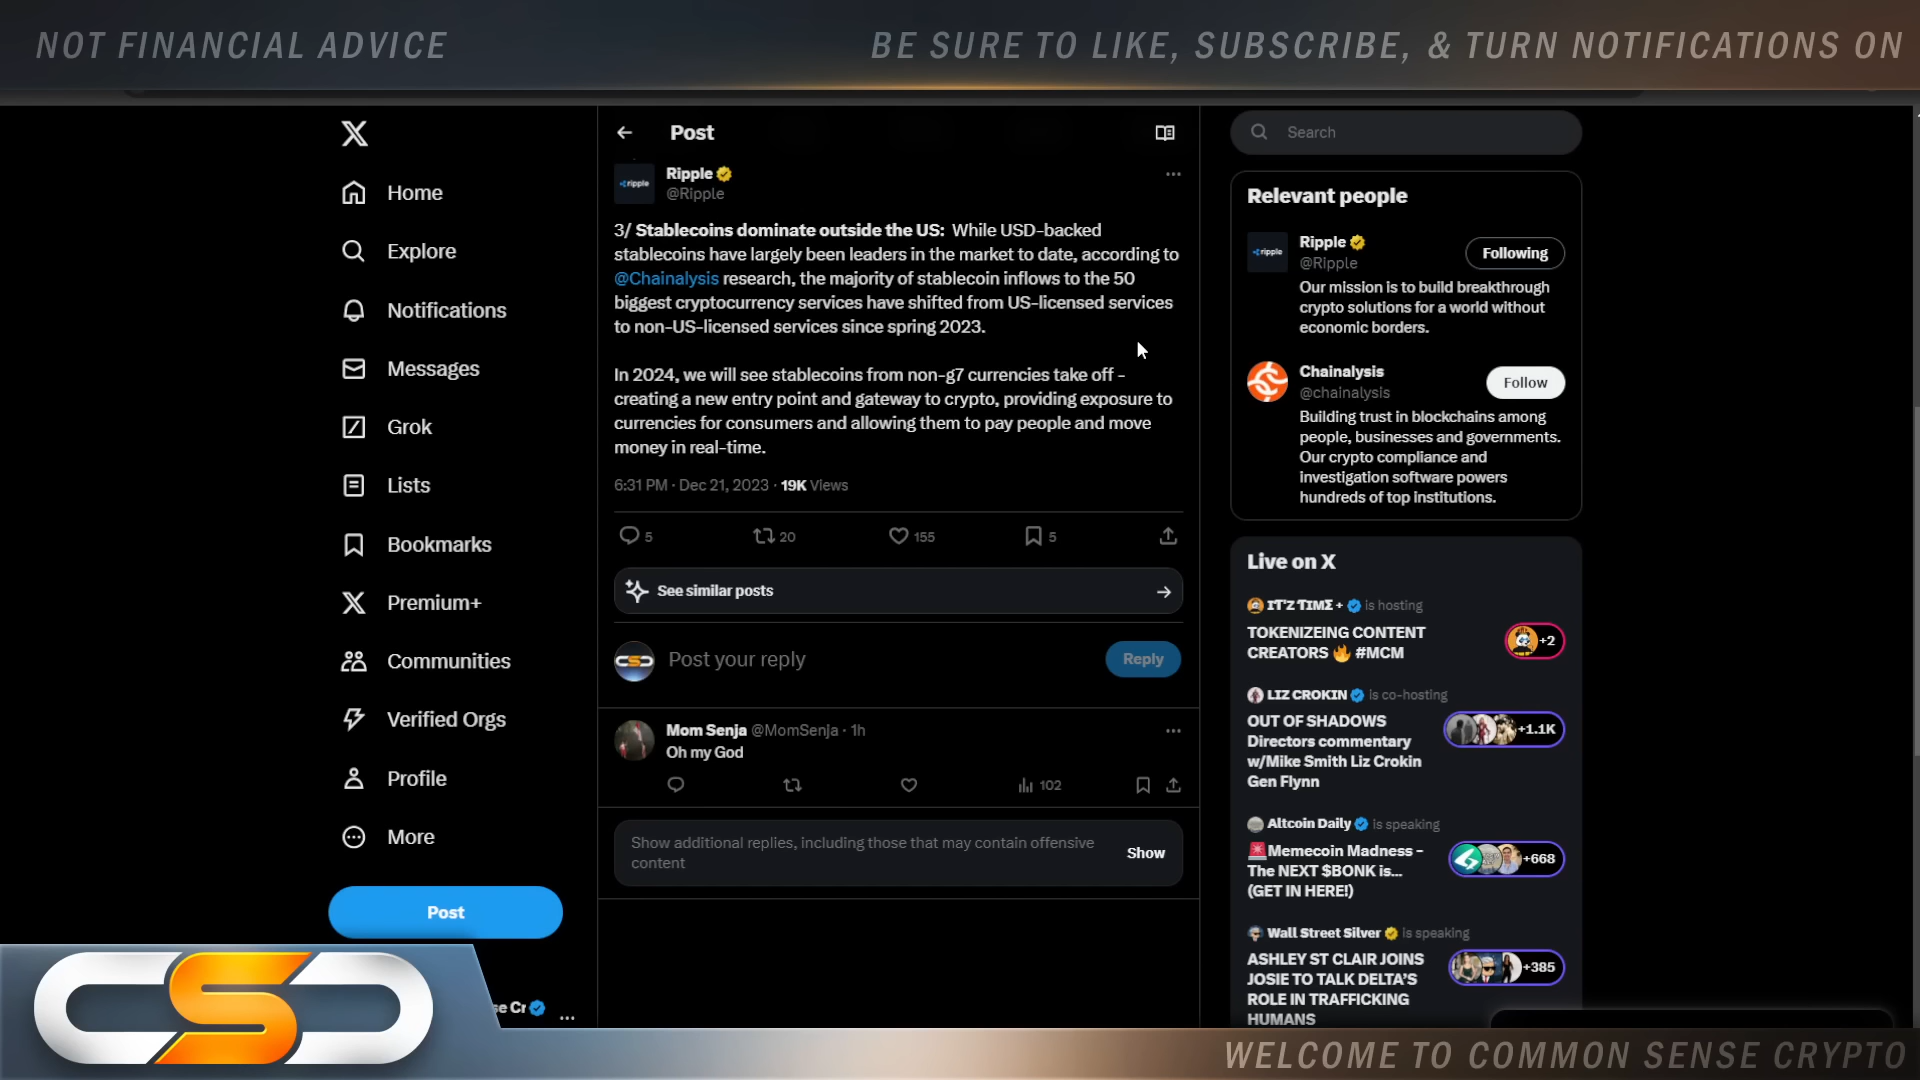 NOT FINANCIAL ADVICE
BE SURE TO LIKE, SUBSCRIBE, & TURN NOTIFICATIONS ON
Home
Explore
Notifications
Messages
Grok
Lists
Bookmarks
Premium+
Communities
Verified Orgs
Profile
More
Post
se Cr
Post
ripple
Ripple
@Ripple
3/ Stablecoins dominate outside the US: While USD-backed
stablecoins have largely been leaders in the market to date, according to
@Chainalysis research, the majority of stablecoin inflows to the 50
biggest cryptocurrency services have shifted from US-licensed services
to non-US-licensed services since spring 2023.
In 2024, we will see stablecoins from non-g7 currencies take off -
creating a new entry point and gateway to crypto, providing exposure to
currencies for consumers and allowing them to pay people and move
money in real-time.
6:31 PM · Dec 21, 2023 · 19K Views
5 20 155 5
See similar posts
CSC
Post your reply
Reply
Mom Senja @MomSenja · 1h
Oh my God
102
Show additional replies, including those that may contain offensive
content
Show
Search
Relevant people
ripple
Ripple
@Ripple
Following
Our mission is to build breakthrough
crypto solutions for a world without
economic borders.
Chainalysis
@chainalysis
Follow
Building trust in blockchains among
people, businesses and governments.
Our crypto compliance and
investigation software powers
hundreds of top institutions.
Live on X
IT'Z TIMΣ + is hosting
TOKENIZEING CONTENT
CREATORS 🔥 #MCM
+2
LIZ CROKIN is co-hosting
OUT OF SHADOWS
Directors commentary
w/Mike Smith Liz Crokin
Gen Flynn
+1.1K
Altcoin Daily is speaking
🚨Memecoin Madness -
The NEXT $BONK is...
(GET IN HERE!)
+668
Wall Street Silver is speaking
ASHLEY ST CLAIR JOINS
JOSIE TO TALK DELTA'S
ROLE IN TRAFFICKING
HUMANS
+385
CSC
WELCOME TO COMMON SENSE CRYPTO